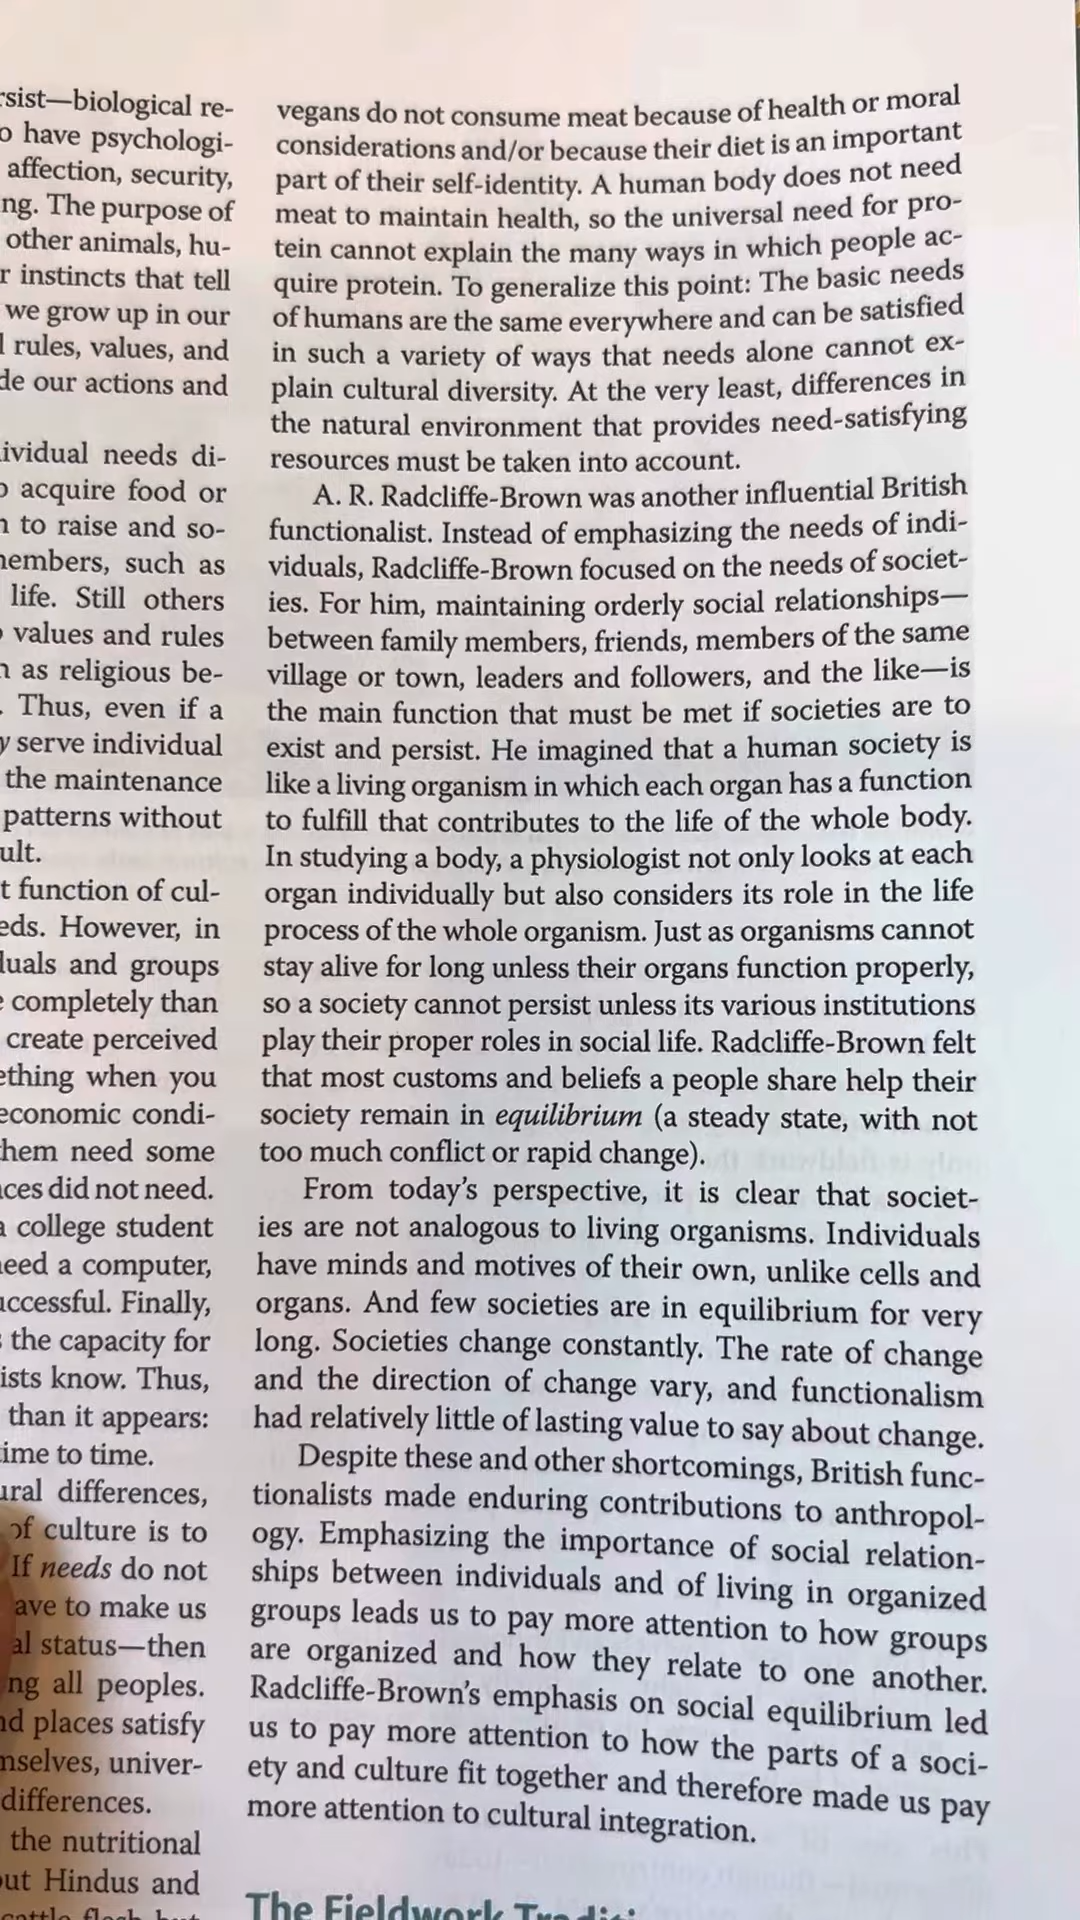 rsist—biological re-
o have psychologi-
affection, security,
ng. The purpose of
other animals, hu-
r instincts that tell
we grow up in our
l rules, values, and
de our actions and
ividual needs di-
o acquire food or
n to raise and so-
nembers, such as
life. Still others
o values and rules
n as religious be-
. Thus, even if a
y serve individual
the maintenance
patterns without
ult.
t function of cul-
eds. However, in
duals and groups
e completely than
create perceived
ething when you
economic condi-
hem need some
aces did not need.
a college student
need a computer,
uccessful. Finally,
s the capacity for
ists know. Thus,
than it appears:
time to time.
ural differences,
of culture is to
If needs do not
ave to make us
al status—then
ng all peoples.
nd places satisfy
mselves, univer-
differences.
the nutritional
out Hindus and
cattle flesh but
vegans do not consume meat because of health or moral
considerations and/or because their diet is an important
part of their self-identity. A human body does not need
meat to maintain health, so the universal need for pro-
tein cannot explain the many ways in which people ac-
quire protein. To generalize this point: The basic needs
of humans are the same everywhere and can be satisfied
in such a variety of ways that needs alone cannot ex-
plain cultural diversity. At the very least, differences in
the natural environment that provides need-satisfying
resources must be taken into account.
A. R. Radcliffe-Brown was another influential British
functionalist. Instead of emphasizing the needs of indi-
viduals, Radcliffe-Brown focused on the needs of societ-
ies. For him, maintaining orderly social relationships—
between family members, friends, members of the same
village or town, leaders and followers, and the like—is
the main function that must be met if societies are to
exist and persist. He imagined that a human society is
like a living organism in which each organ has a function
to fulfill that contributes to the life of the whole body.
In studying a body, a physiologist not only looks at each
organ individually but also considers its role in the life
process of the whole organism. Just as organisms cannot
stay alive for long unless their organs function properly,
so a society cannot persist unless its various institutions
play their proper roles in social life. Radcliffe-Brown felt
that most customs and beliefs a people share help their
society remain in equilibrium (a steady state, with not
too much conflict or rapid change).
From today's perspective, it is clear that societ-
ies are not analogous to living organisms. Individuals
have minds and motives of their own, unlike cells and
organs. And few societies are in equilibrium for very
long. Societies change constantly. The rate of change
and the direction of change vary, and functionalism
had relatively little of lasting value to say about change.
Despite these and other shortcomings, British func-
tionalists made enduring contributions to anthropol-
ogy. Emphasizing the importance of social relation-
ships between individuals and of living in organized
groups leads us to pay more attention to how groups
are organized and how they relate to one another.
Radcliffe-Brown's emphasis on social equilibrium led
us to pay more attention to how the parts of a soci-
ety and culture fit together and therefore made us pay
more attention to cultural integration.
The Fieldwork Traditi